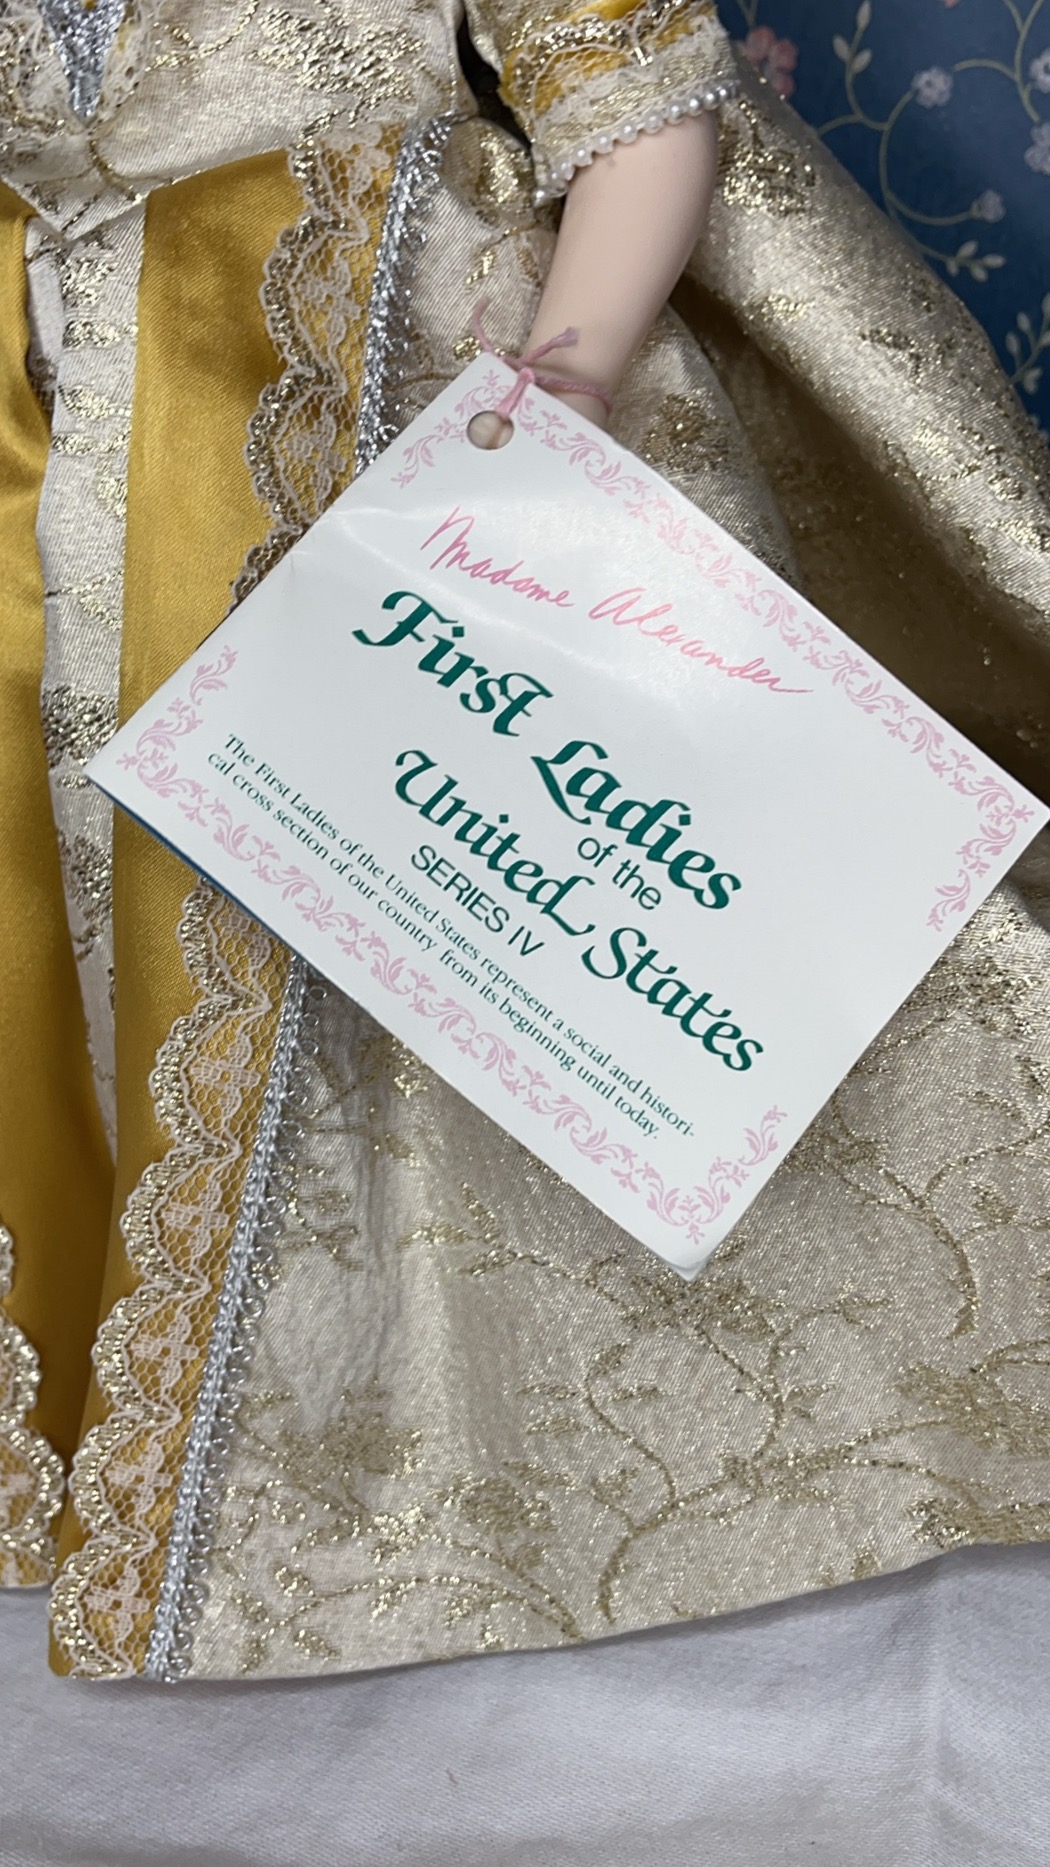 Madame Alexander
First Ladies
of the
United States
SERIES IV
The First Ladies of the United States represent a social and histori-
cal cross section of our country from its beginning until today.